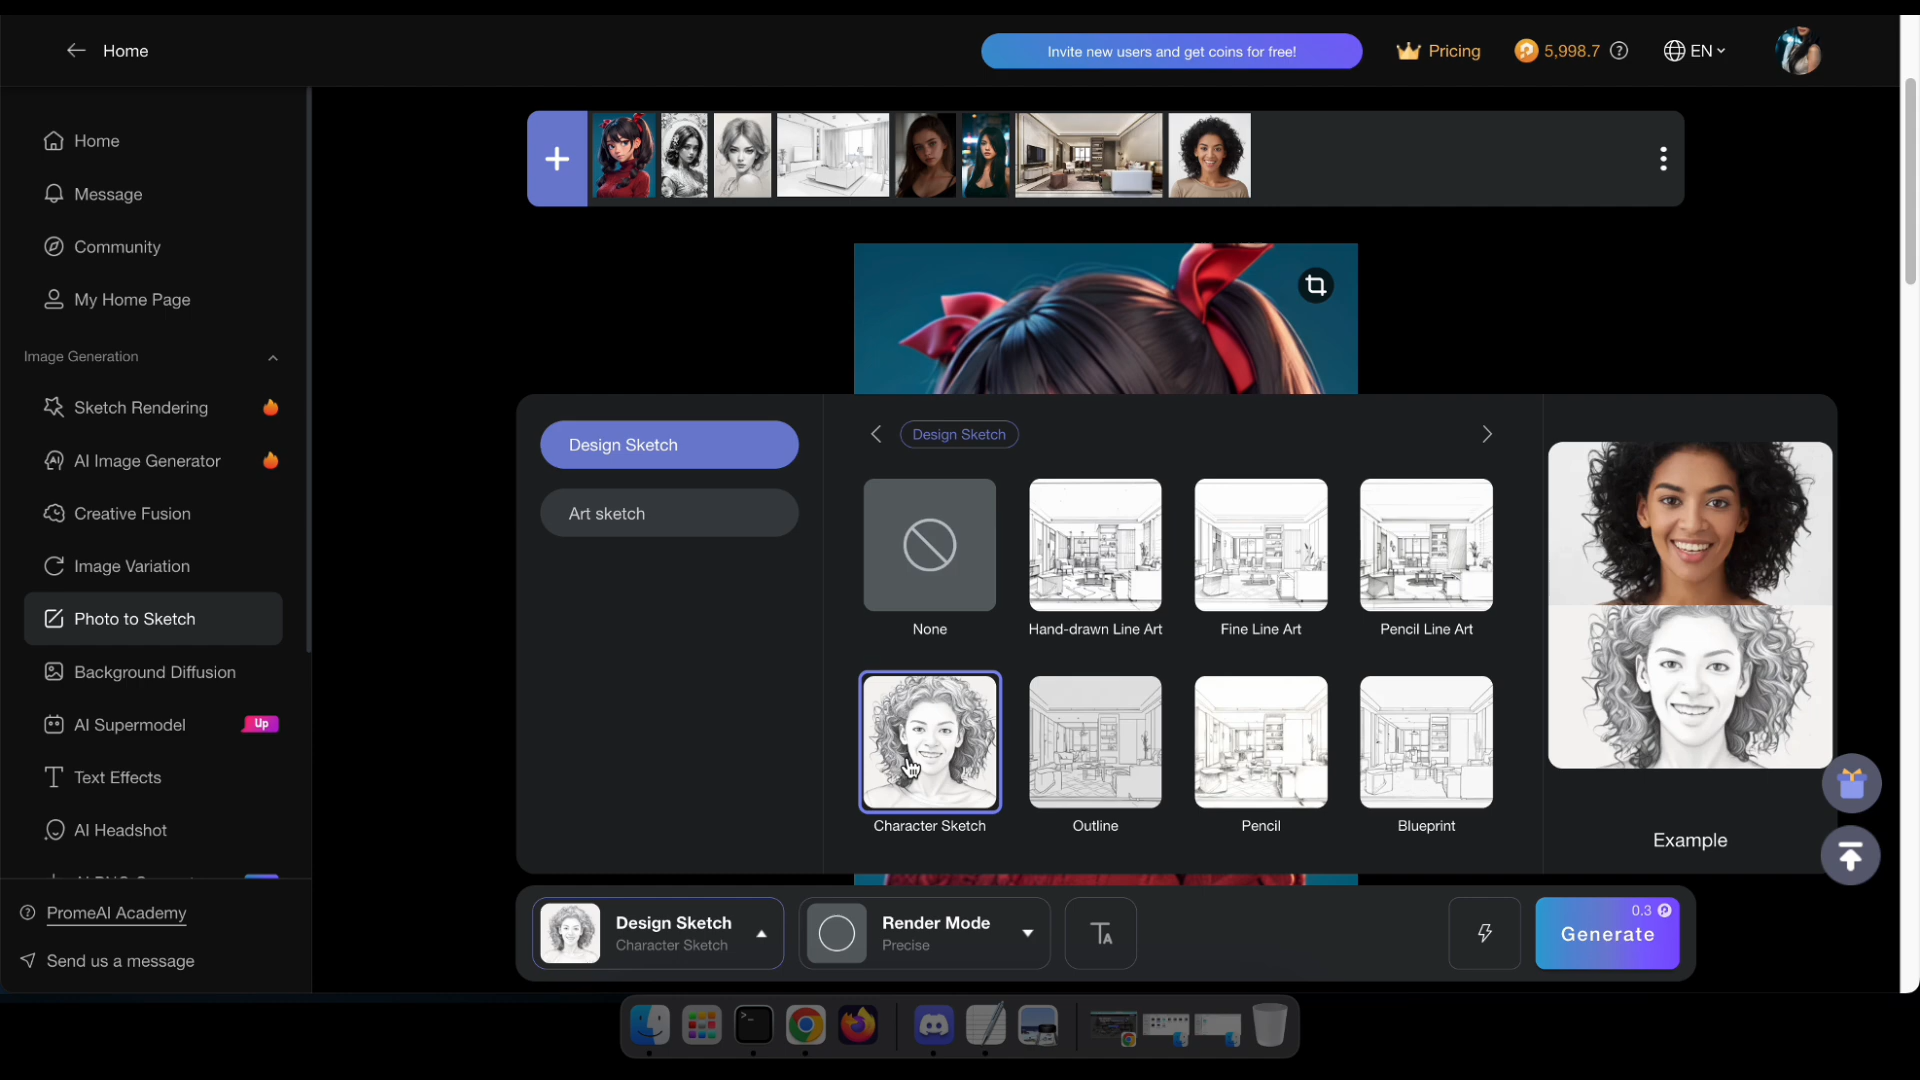 Home
Invite new users and get coins for free!
Pricing
5,998.7
EN
Home
Message
Community
My Home Page
Image Generation
Sketch Rendering
AI Image Generator
Creative Fusion
Image Variation
Photo to Sketch
Background Diffusion
AI Supermodel
Up
Text Effects
AI Headshot
PromeAI Academy
Send us a message
Design Sketch
Art sketch
Design Sketch
None
Hand-drawn Line Art
Fine Line Art
Pencil Line Art
Character Sketch
Outline
Pencil
Blueprint
Example
Design Sketch
Character Sketch
Render Mode
Precise
0.3
Generate